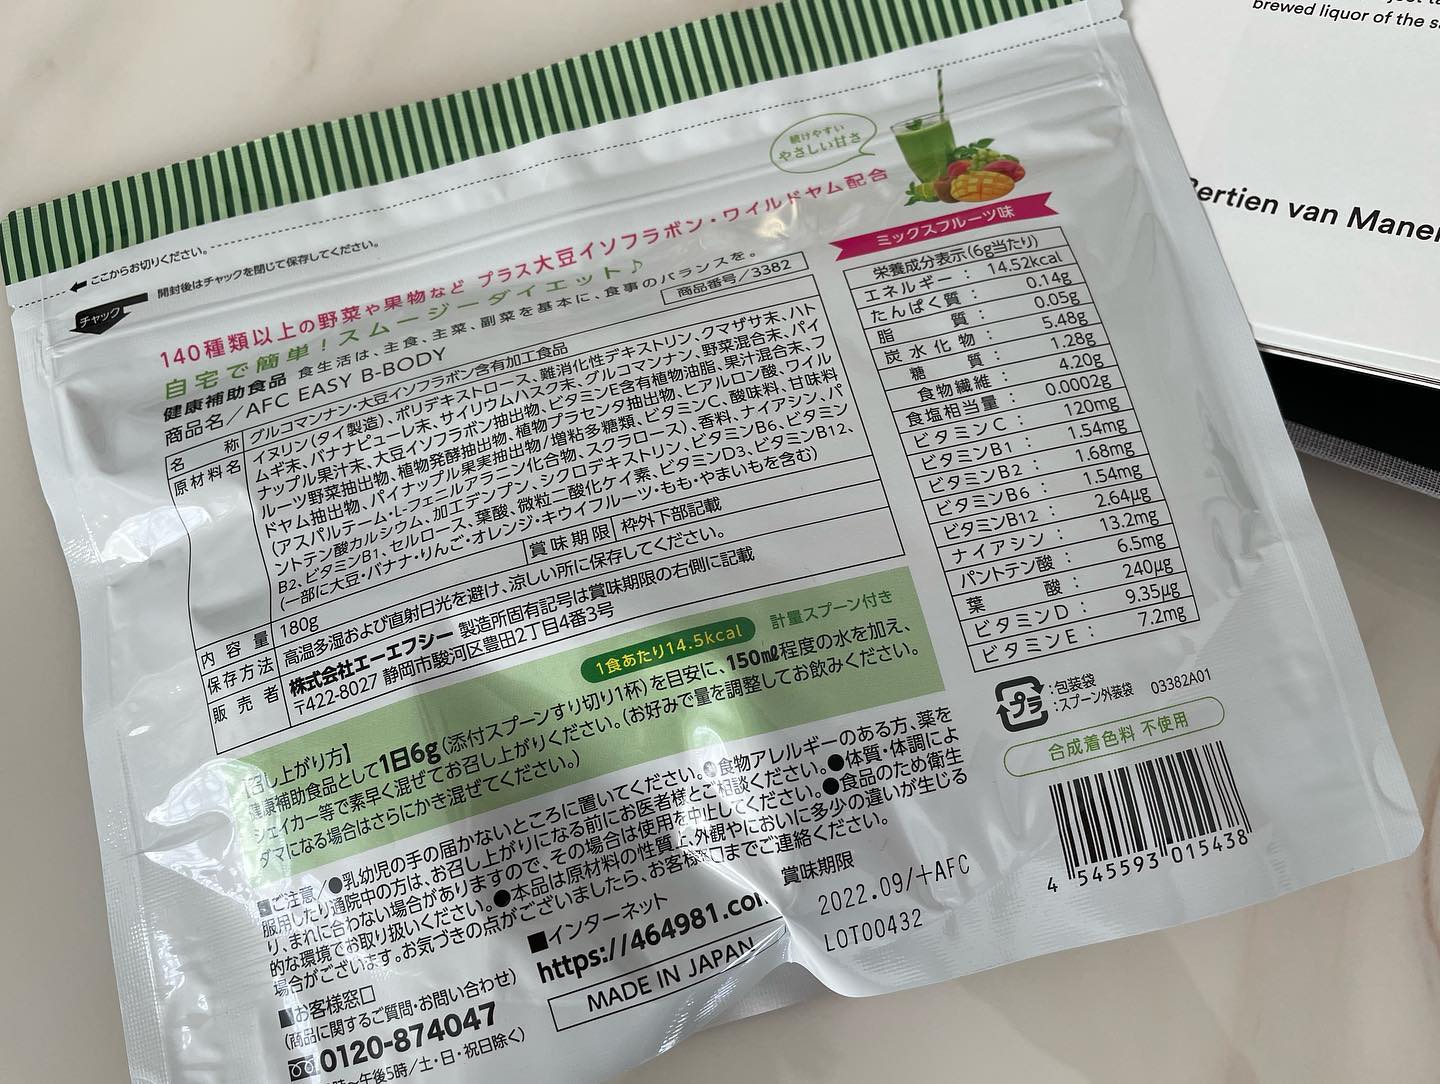 ここからお切りください。
チャック
開封後はチャックを閉じて保存してください。
続けやすい
やさしい甘さ
140種類以上の野菜や果物など プラス大豆イソフラボン・ワイルドヤム配合
自宅で簡単!スムージーダイエット♪
健康補助食品 食生活は、主食、主菜、副菜を基本に、食事のバランスを。
商品名/AFC EASY B-BODY
商品番号/3382
名称 グルコマンナン・大豆イソフラボン含有加工食品
原材料名 イヌリン(タイ製造)、ポリデキストロース、難消化性デキストリン、クマザサ末、ハト
ムギ末、バナナピューレ末、サイリウムハスク末、グルコマンナン、野菜混合末、パイ
ナップル果汁末、大豆イソフラボン抽出物、ビタミンE含有植物油脂、果汁混合末、フ
ルーツ野菜抽出物、植物発酵抽出物、植物プラセンタ抽出物、ヒアルロン酸、ワイル
ドヤム抽出物、パイナップル果実抽出物/増粘多糖類、ビタミンC、酸味料、甘味料
(アスパルテーム・L-フェニルアラニン化合物、スクラロース)、香料、ナイアシン、パ
ントテン酸カルシウム、加工デンプン、シクロデキストリン、ビタミンB6、ビタミン
B2、ビタミンB1、セルロース、葉酸、微粒二酸化ケイ素、ビタミンD3、ビタミンB12、
(一部に大豆・バナナ・りんご・オレンジ・キウイフルーツ・もも・やまいもを含む)
内容量 180g 賞味期限 枠外下部記載
保存方法 高温多湿および直射日光を避け、涼しい所に保存してください。
販売者 株式会社エーエフシー 製造所固有記号は賞味期限の右側に記載
〒422-8027 静岡市駿河区豊田2丁目4番3号
1食あたり14.5kcal
計量スプーン付き
【召し上がり方】
健康補助食品として1日6g(添付スプーンすり切り1杯)を目安に、150ml程度の水を加え、
シェイカー等で素早く混ぜてお召し上がりください。(お好みで量を調整してお飲みください。
ダマになる場合はさらにかき混ぜてください。)
■ご注意/●乳幼児の手の届かないところに置いてください。●食物アレルギーのある方、薬を
服用したり通院中の方は、お召し上がりになる前にお医者様とご相談ください。●体質・体調によ
り、まれに合わない場合がありますので、その場合は使用を中止してください。●食品のため衛生
的な環境でお取り扱いください。●本品は原材料の性質上、外観やにおいに多少の違いが生じる
場合がございます。お気づきの点がございましたら、お客様窓口までご連絡ください。
■お客様窓口
(商品に関するご質問・お問い合わせ)
0120-874047
時~午後5時/土・日・祝日除く)
■インターネット
https://464981.com
MADE IN JAPAN
賞味期限
2022.09/+AFC
LOT00432
ミックスフルーツ味
栄養成分表示(6g当たり)
エネルギー : 14.52kcal
たんぱく質 : 0.14g
脂質 : 0.05g
炭水化物 : 5.48g
糖質 : 1.28g
食物繊維 : 4.20g
食塩相当量 : 0.0002g
ビタミンC : 120mg
ビタミンB1 : 1.54mg
ビタミンB2 : 1.68mg
ビタミンB6 : 1.54mg
ビタミンB12 : 2.64μg
ナイアシン : 13.2mg
パントテン酸 : 6.5mg
葉酸 : 240μg
ビタミンD : 9.35μg
ビタミンE : 7.2mg
プラ
:包装袋
:スプーン外装袋
03382A01
合成着色料 不使用
4 545593 015438
brewed liquor of the
Bertien van Mane